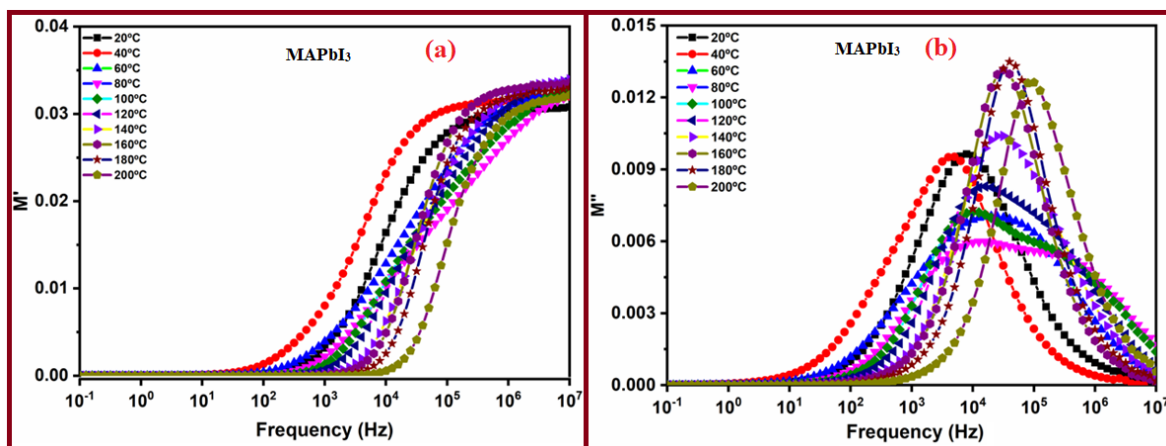 0.04
0.03
0.02
0.01
0.00
M'
20ºC
40ºC
60ºC
80ºC
100ºC
120ºC
140ºC
160ºC
180ºC
200ºC
MAPbI₃
(a)
10⁻¹ 10⁰ 10¹ 10² 10³ 10⁴ 10⁵ 10⁶ 10⁷
Frequency (Hz)
0.015
0.012
0.009
0.006
0.003
0.000
M''
20ºC
40ºC
60ºC
80ºC
100ºC
120ºC
140ºC
160ºC
180ºC
200ºC
MAPbI₃
(b)
10⁻¹ 10⁰ 10¹ 10² 10³ 10⁴ 10⁵ 10⁶ 10⁷
Frequency (Hz)